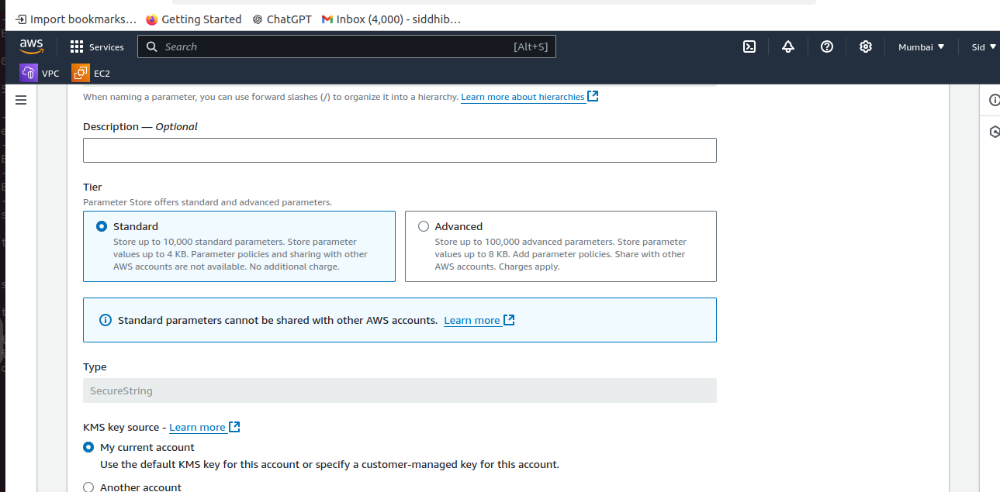 Import bookmarks... Getting Started ChatGPT Inbox (4,000) - siddhib...
aws Services Search [Alt+S] Mumbai Sid
VPC EC2
When naming a parameter, you can use forward slashes (/) to organize it into a hierarchy. Learn more about hierarchies
Description — Optional
Tier
Parameter Store offers standard and advanced parameters.
Standard
Store up to 10,000 standard parameters. Store parameter
values up to 4 KB. Parameter policies and sharing with other
AWS accounts are not available. No additional charge.
Advanced
Store up to 100,000 advanced parameters. Store parameter
values up to 8 KB. Add parameter policies. Share with other
AWS accounts. Charges apply.
Standard parameters cannot be shared with other AWS accounts. Learn more
Type
SecureString
KMS key source - Learn more
My current account
Use the default KMS key for this account or specify a customer-managed key for this account.
Another account